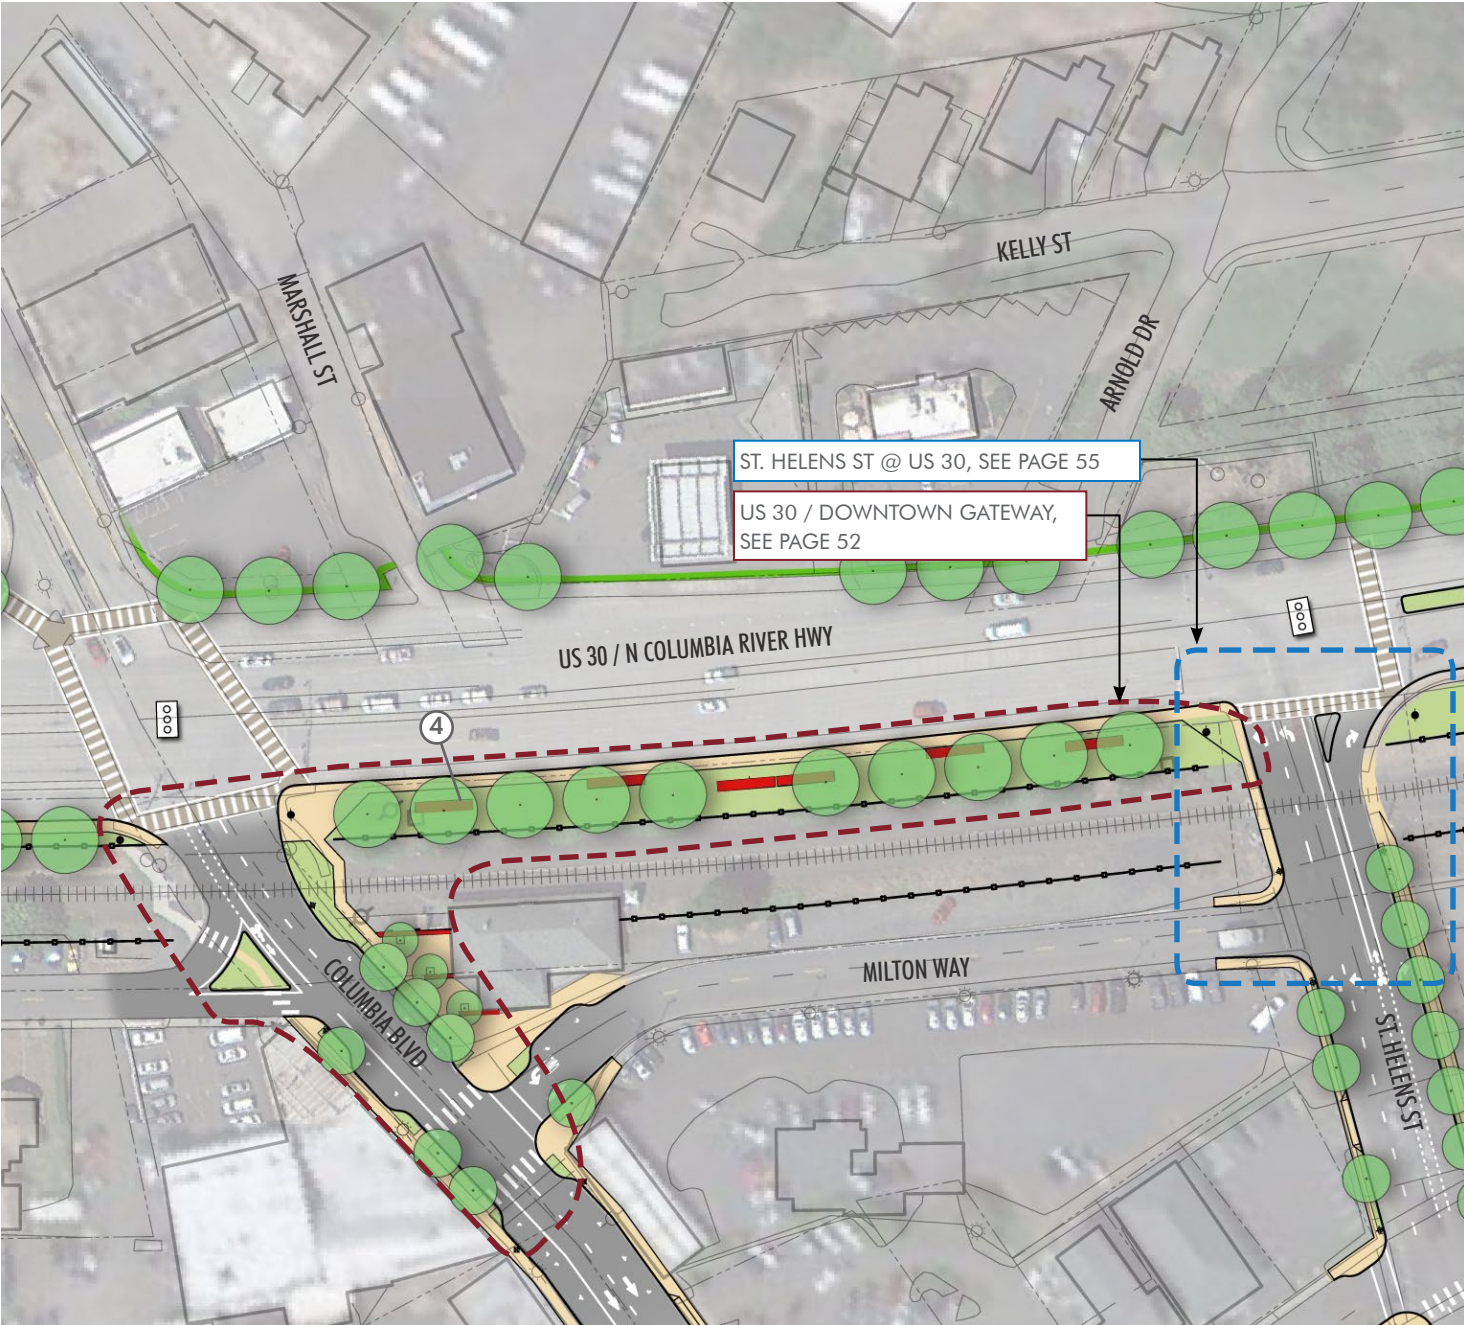 KELLY ST
MARSHALL ST
ARNOLD DR
ST. HELENS ST @ US 30, SEE PAGE 55
US 30 / DOWNTOWN GATEWAY,
SEE PAGE 52
US 30 / N COLUMBIA RIVER HWY
4
MILTON WAY
COLUMBIA BLVD
ST. HELENS ST